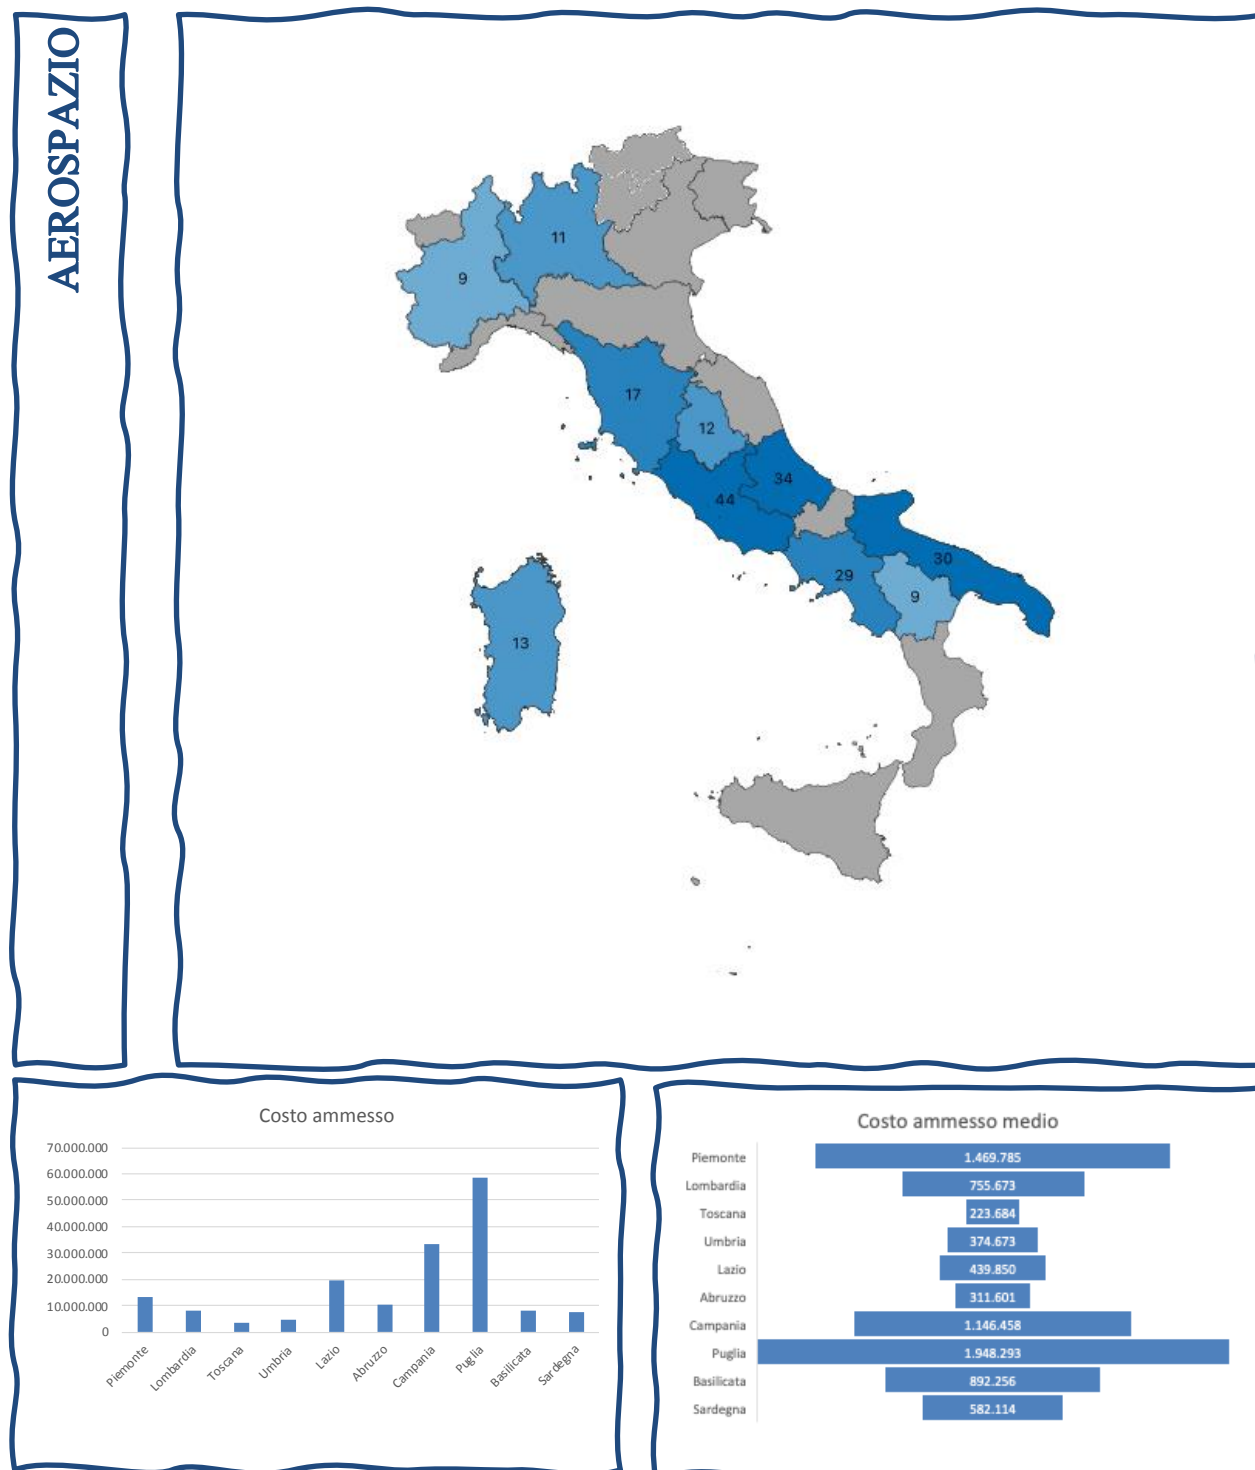 AEROSPAZIO
11
9
17
12
34
44
30
29
9
13
Costo ammesso
70.000.000
60.000.000
50.000.000
40.000.000
30.000.000
20.000.000
10.000.000
0
Piemonte
Lombardia
Toscana
Umbria
Lazio
Abruzzo
Campania
Puglia
Basilicata
Sardegna
Costo ammesso medio
Piemonte 1.469.785
Lombardia 755.673
Toscana 223.684
Umbria 374.673
Lazio 439.850
Abruzzo 311.601
Campania 1.146.458
Puglia 1.948.293
Basilicata 892.256
Sardegna 582.114